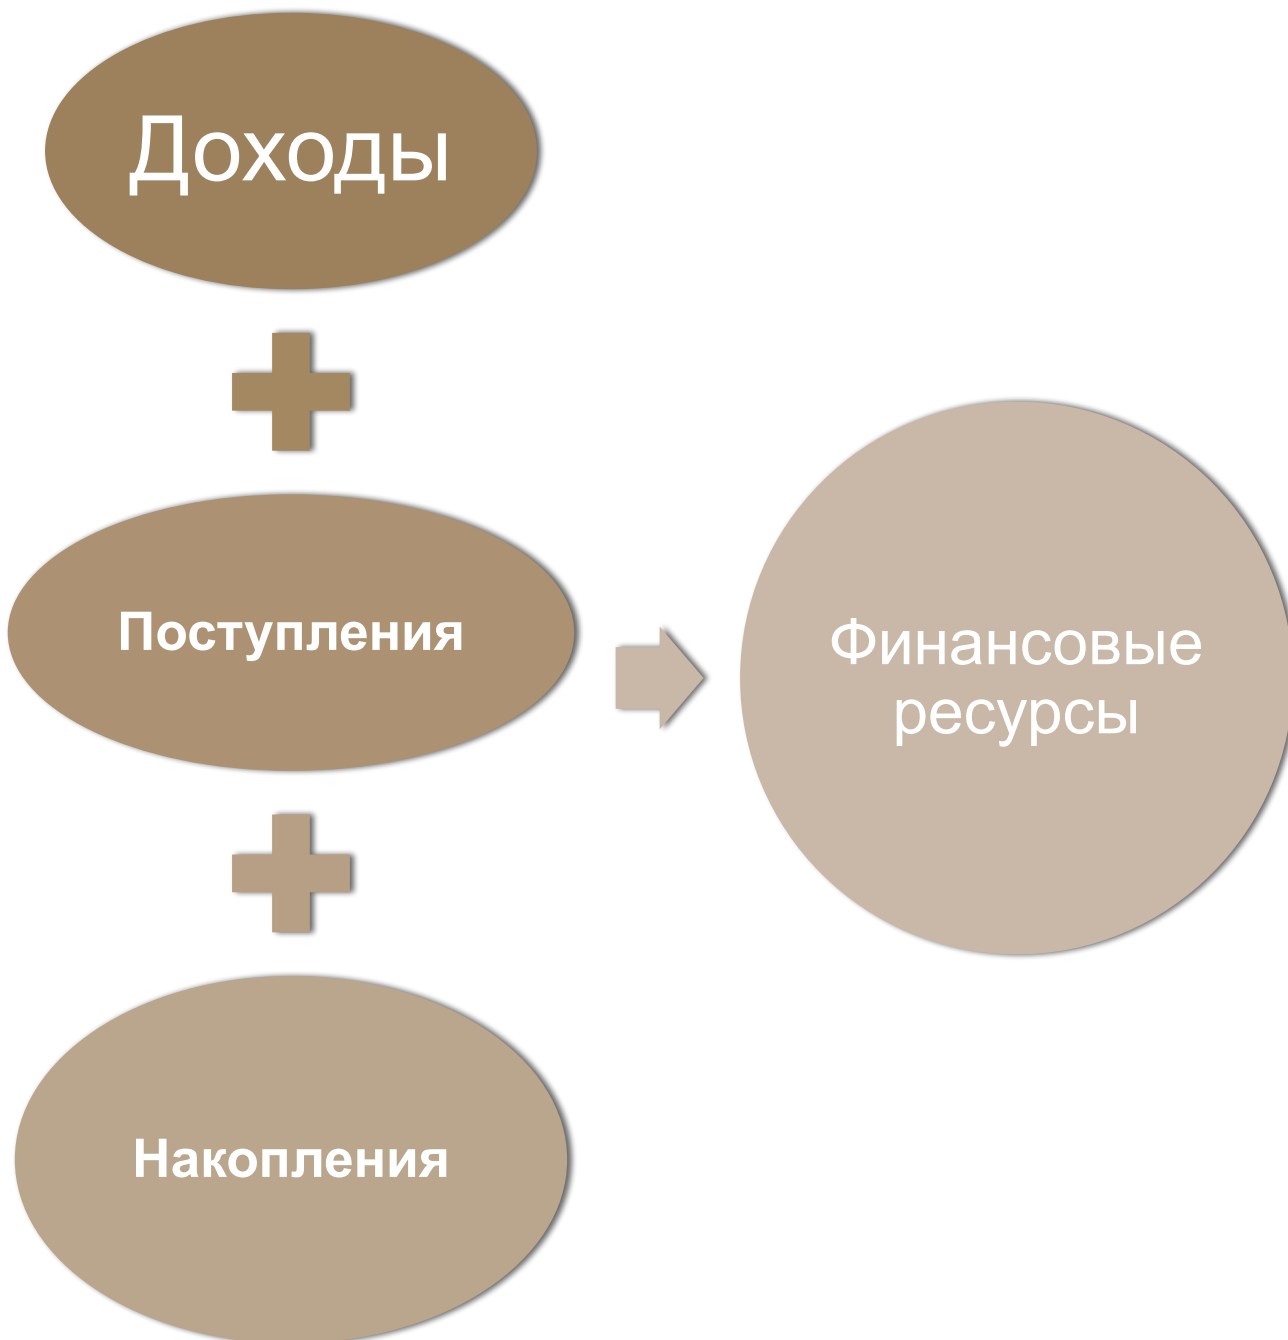 Доходы
Поступления
Накопления
Финансовые
ресурсы